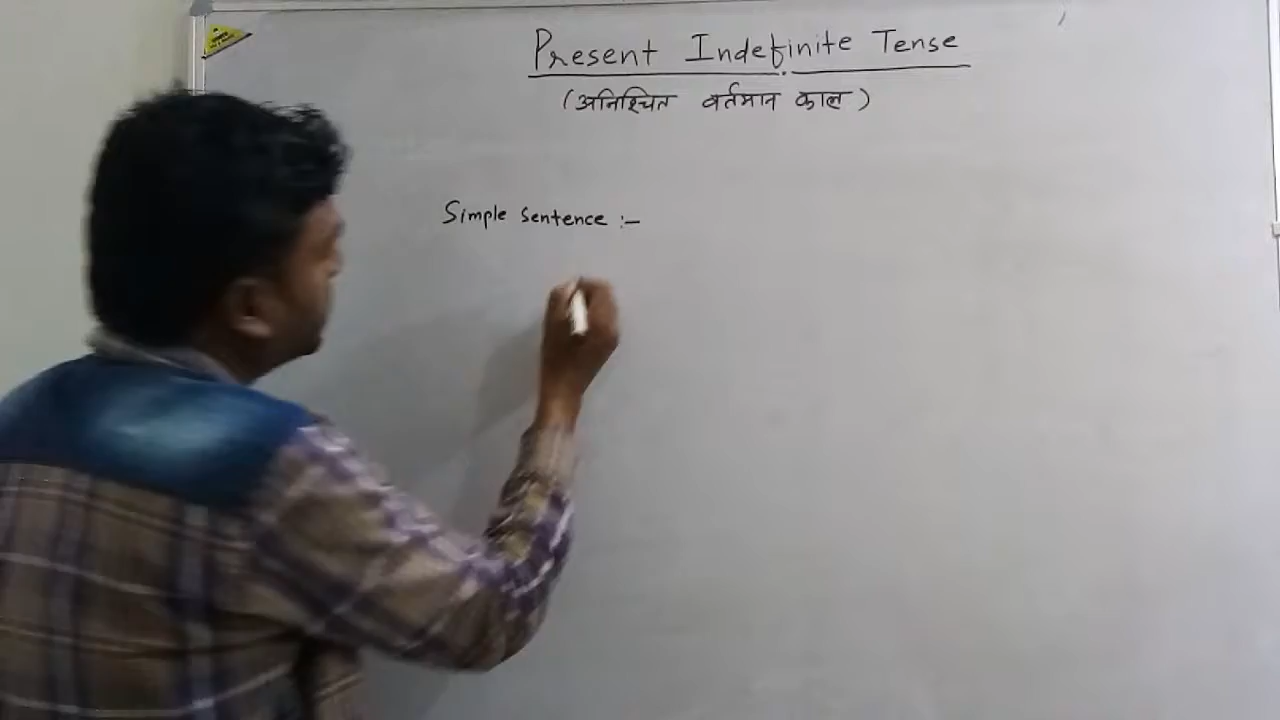 Present Indefinite Tense
(अनिश्चित वर्तमान काल)
Simple Sentence :-